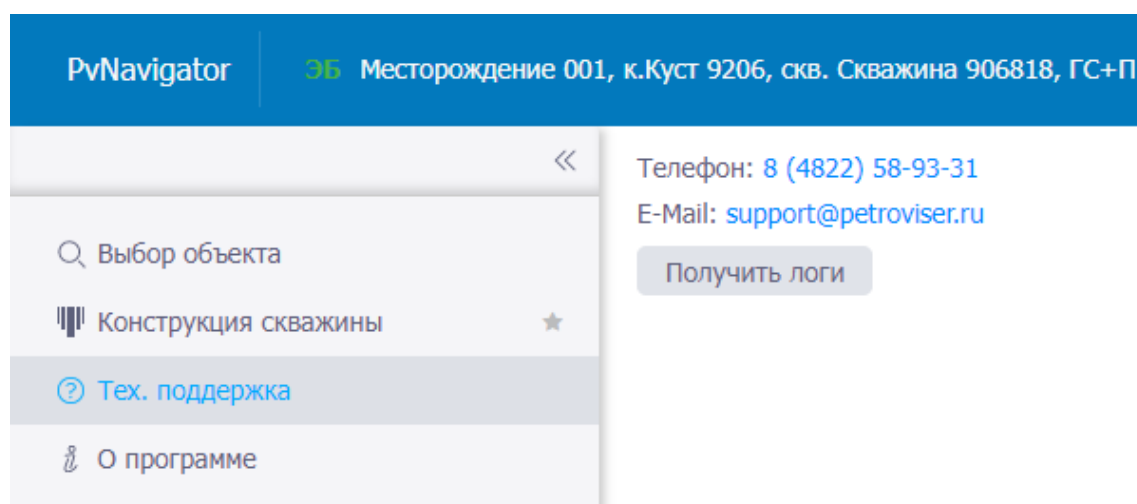 PvNavigator
ЭБ Месторождение 001, к.Куст 9206, скв. Скважина 906818, ГС+П
Выбор объекта
Конструкция скважины
Тех. поддержка
О программе
Телефон: 8 (4822) 58-93-31
E-Mail: support@petroviser.ru
Получить логи